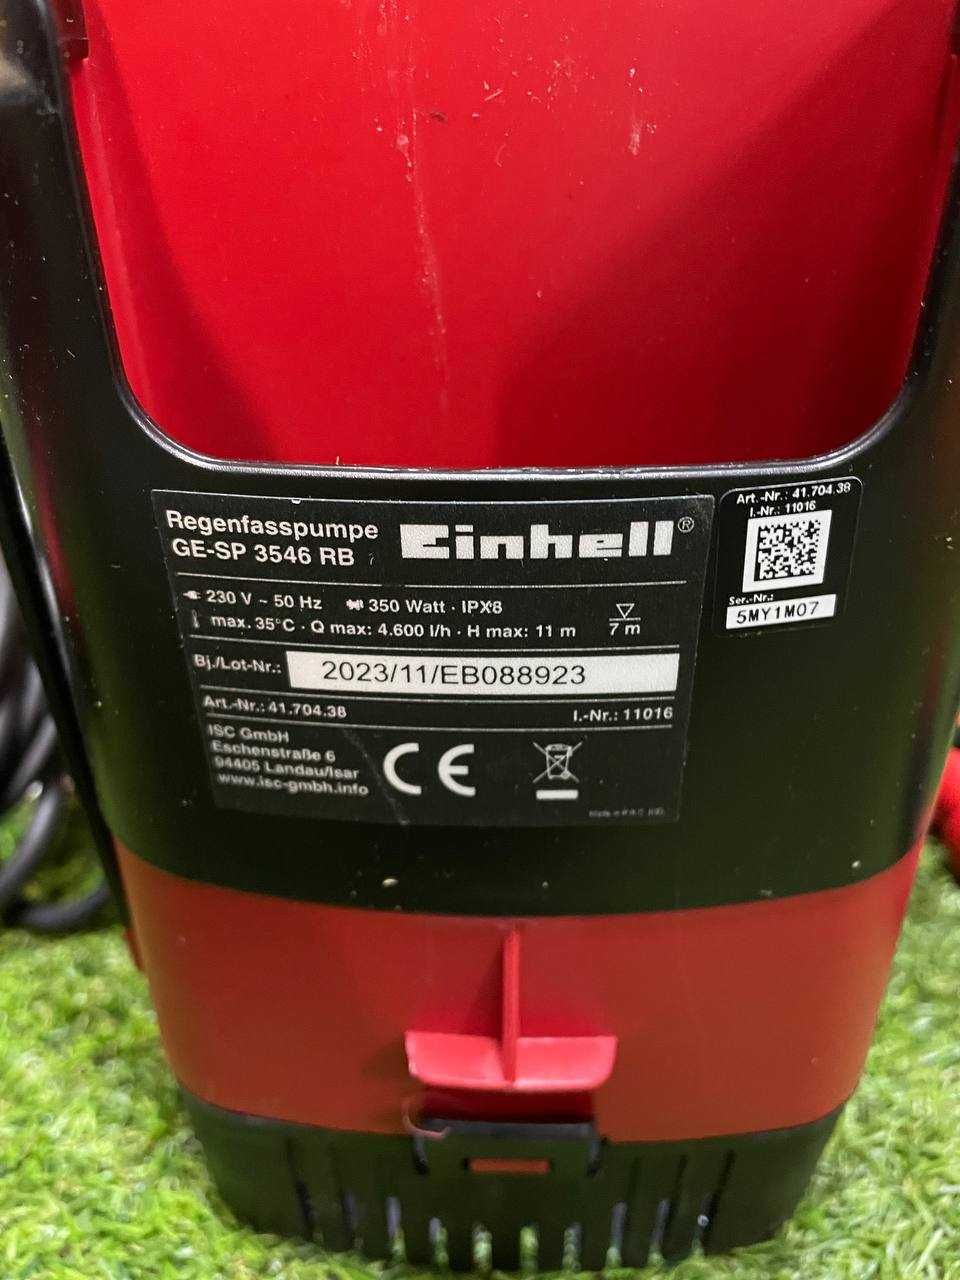 Regenfasspumpe
GE-SP 3546 RB
Einhell®
230 V ~ 50 Hz 350 Watt · IPX8
max. 35°C · Q max: 4.600 l/h · H max: 11 m
7 m
Bj./Lot-Nr.: 2023/11/EB088923
Art.-Nr.: 41.704.38 I.-Nr.: 11016
ISC GmbH
Eschenstraße 6
94405 Landau/Isar
www.isc-gmbh.info
CE
Art.-Nr.: 41.704.38
I.-Nr.: 11016
Ser.-Nr.:
5MY1M07